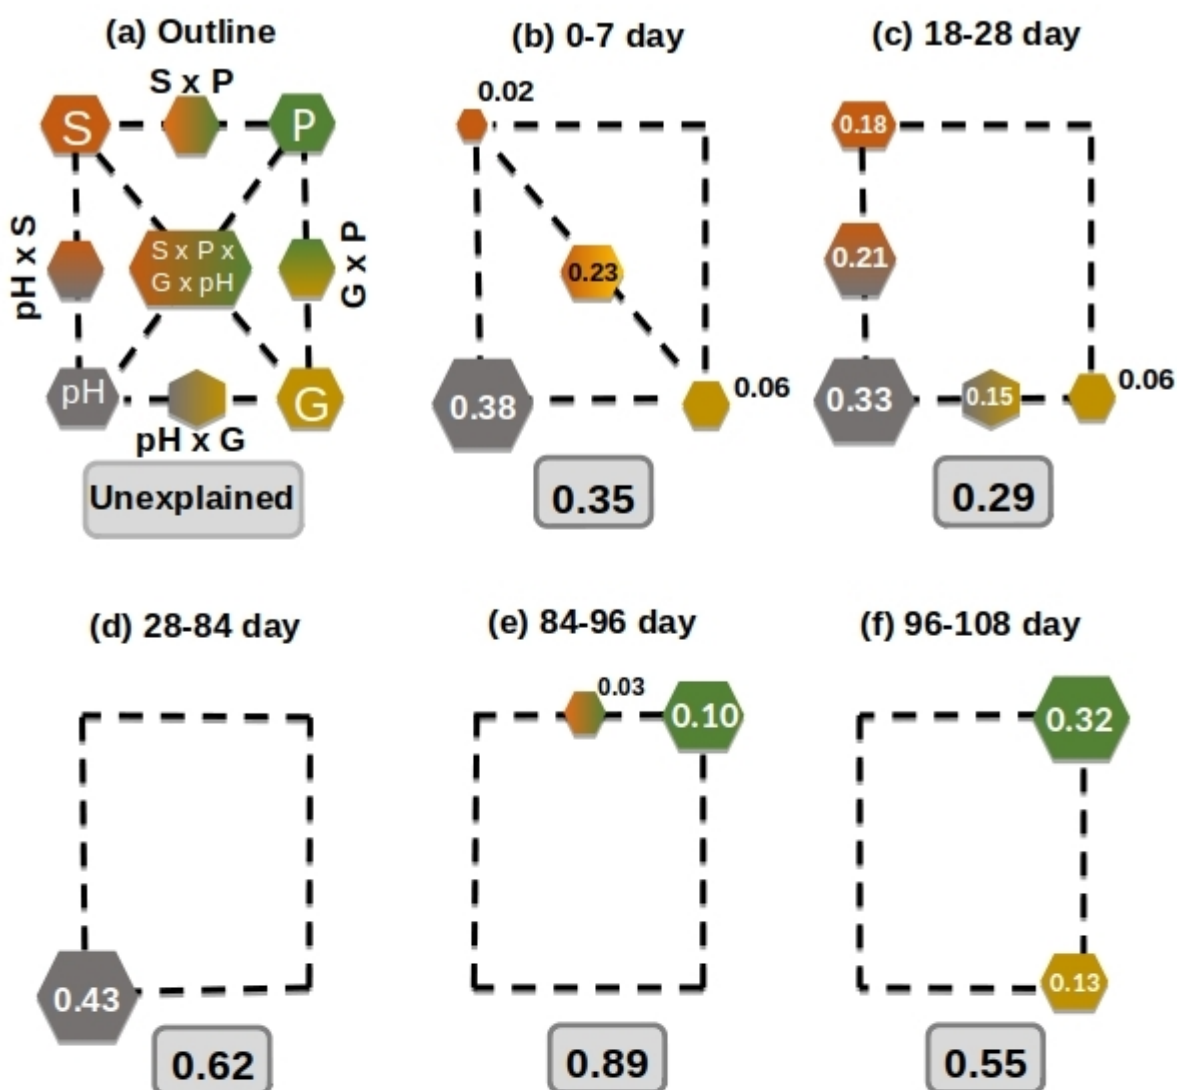 (a) Outline
(b) 0-7 day
(c) 18-28 day
S x P
S
P
pH x S
S x P x
G x pH
G x P
pH
G
pH x G
Unexplained
0.02
0.23
0.38
0.06
0.35
0.18
0.21
0.33
0.15
0.06
0.29
(d) 28-84 day
(e) 84-96 day
(f) 96-108 day
0.43
0.62
0.03
0.10
0.89
0.32
0.13
0.55